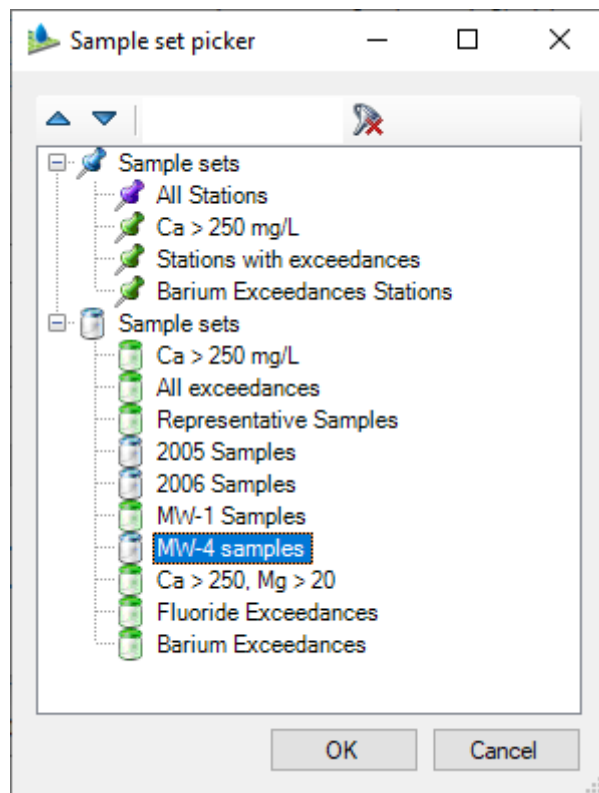 Sample set picker
Sample sets
All Stations
Ca > 250 mg/L
Stations with exceedances
Barium Exceedances Stations
Sample sets
Ca > 250 mg/L
All exceedances
Representative Samples
2005 Samples
2006 Samples
MW-1 Samples
MW-4 samples
Ca > 250, Mg > 20
Fluoride Exceedances
Barium Exceedances
OK Cancel